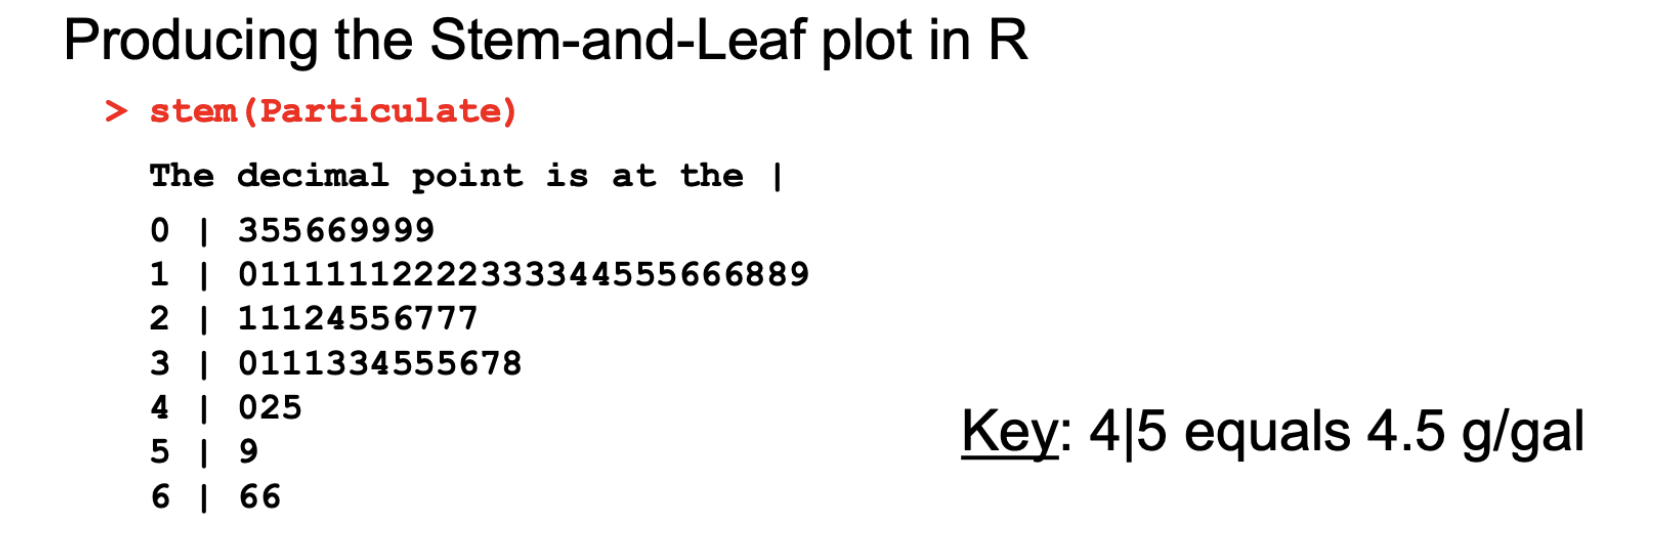 Producing the Stem-and-Leaf plot in R
> stem(Particulate)
The decimal point is at the |
0 | 355669999
1 | 01111112222333344555666889
2 | 11124556777
3 | 0111334555678
4 | 025
5 | 9
6 | 66
Key: 4|5 equals 4.5 g/gal